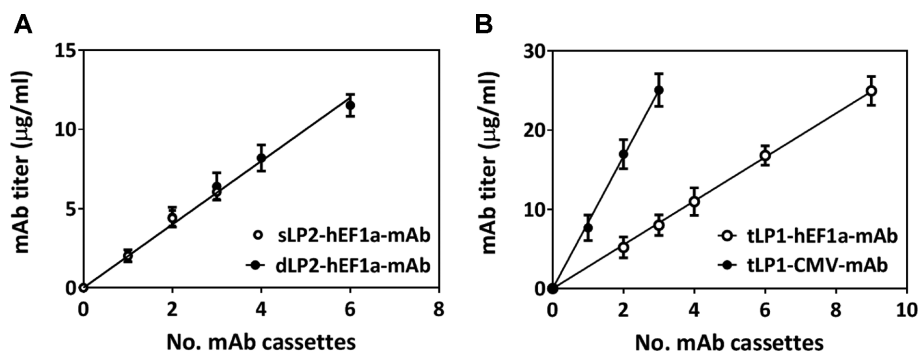 A
mAb titer (µg/ml)
15
10
5
0
0 2 4 6 8
No. mAb cassettes
sLP2-hEF1a-mAb
dLP2-hEF1a-mAb
B
mAb titer (µg/ml)
30
20
10
0
0 2 4 6 8 10
No. mAb cassettes
tLP1-hEF1a-mAb
tLP1-CMV-mAb